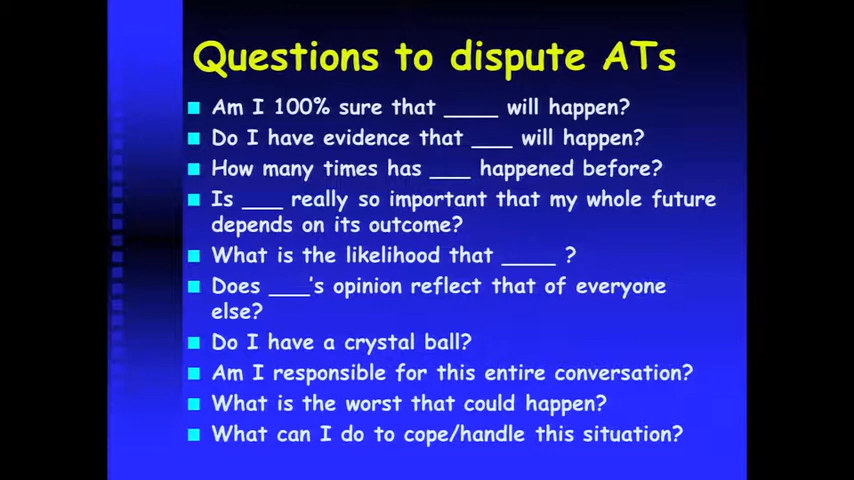 Questions to dispute ATs
Am I 100% sure that ____ will happen?
Do I have evidence that ___ will happen?
How many times has ___ happened before?
Is ___ really so important that my whole future
depends on its outcome?
What is the likelihood that ____ ?
Does ___'s opinion reflect that of everyone
else?
Do I have a crystal ball?
Am I responsible for this entire conversation?
What is the worst that could happen?
What can I do to cope/handle this situation?